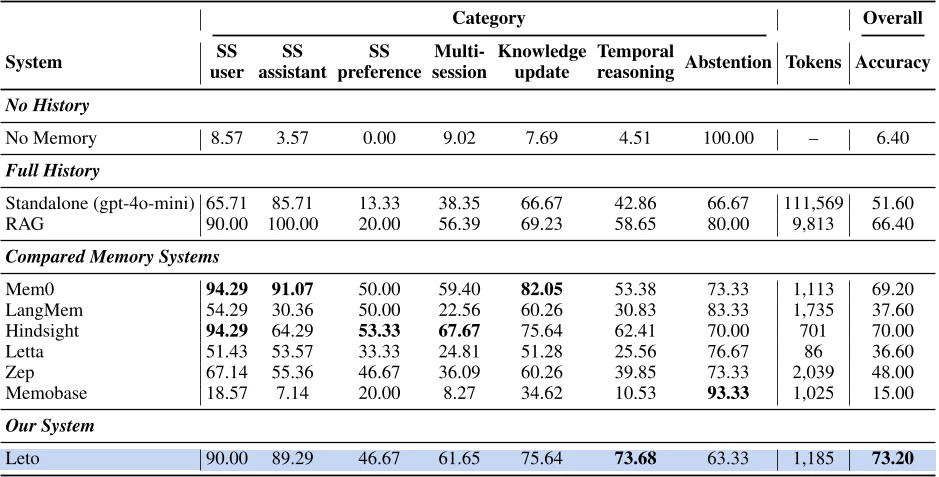 Category Overall
System SS user SS assistant SS preference Multi-session Knowledge update Temporal reasoning Abstention Tokens Accuracy
No History
No Memory 8.57 3.57 0.00 9.02 7.69 4.51 100.00 – 6.40
Full History
Standalone (gpt-4o-mini) 65.71 85.71 13.33 38.35 66.67 42.86 66.67 111,569 51.60
RAG 90.00 100.00 20.00 56.39 69.23 58.65 80.00 9,813 66.40
Compared Memory Systems
Mem0 94.29 91.07 50.00 59.40 82.05 53.38 73.33 1,113 69.20
LangMem 54.29 30.36 50.00 22.56 60.26 30.83 83.33 1,735 37.60
Hindsight 94.29 64.29 53.33 67.67 75.64 62.41 70.00 701 70.00
Letta 51.43 53.57 33.33 24.81 51.28 25.56 76.67 86 36.60
Zep 67.14 55.36 46.67 36.09 60.26 39.85 73.33 2,039 48.00
Memobase 18.57 7.14 20.00 8.27 34.62 10.53 93.33 1,025 15.00
Our System
Leto 90.00 89.29 46.67 61.65 75.64 73.68 63.33 1,185 73.20